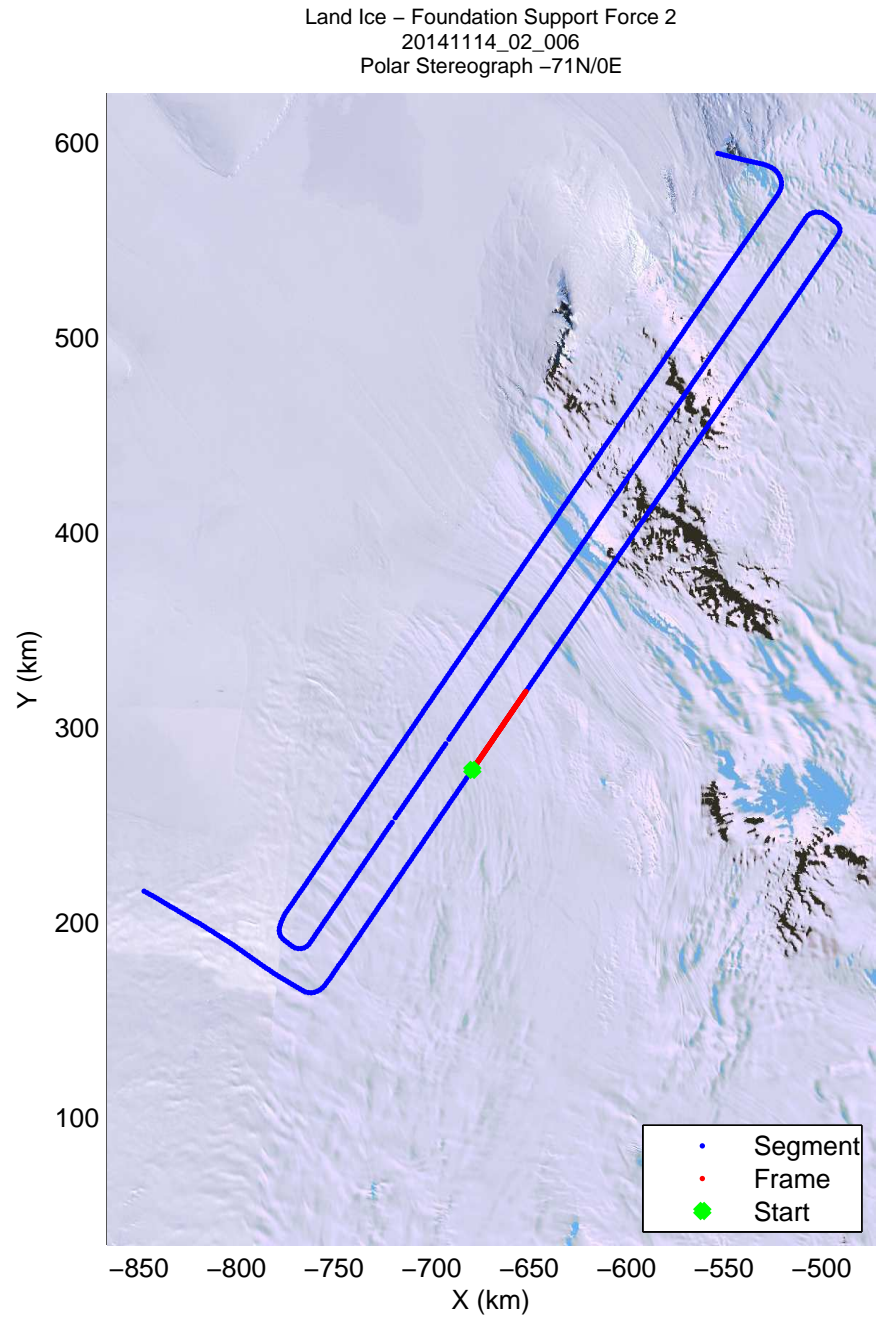 Land Ice − Foundation Support Force 2
20141114_02_006
Polar Stereograph −71N/0E
600
500
400
300
200
100
Y (km)
−850 −800 −750 −700 −650 −600 −550 −500
X (km)
Segment
Frame
Start